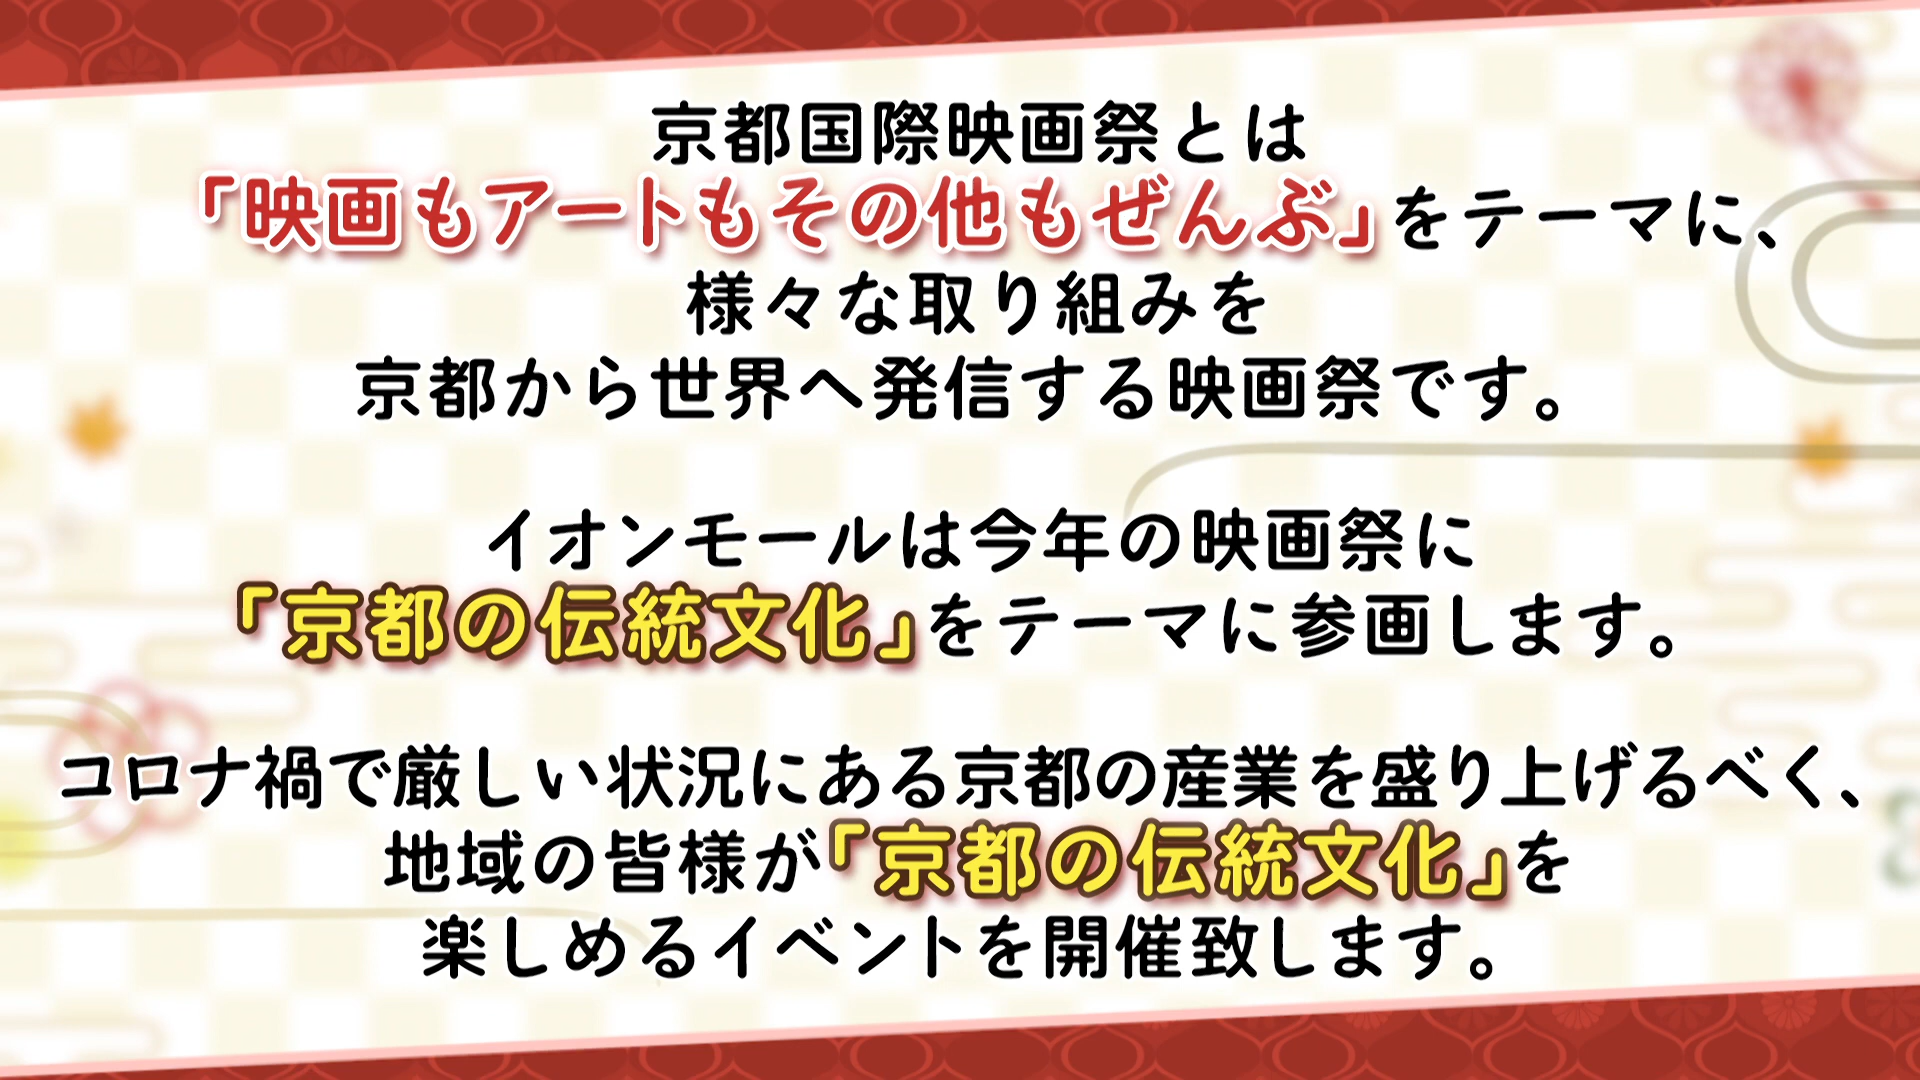 京都国際映画祭とは
「映画もアートもその他もぜんぶ」をテーマに、
様々な取り組みを
京都から世界へ発信する映画祭です。
イオンモールは今年の映画祭に
「京都の伝統文化」をテーマに参画します。
コロナ禍で厳しい状況にある京都の産業を盛り上げるべく、
地域の皆様が「京都の伝統文化」を
楽しめるイベントを開催致します。